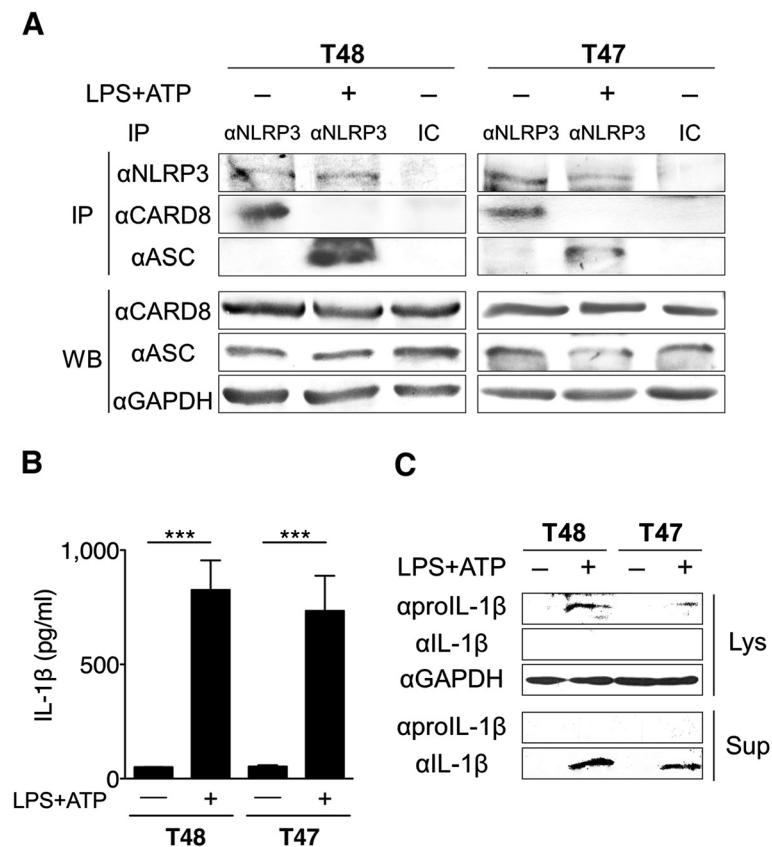 A
T48 T47
LPS+ATP – + – – + –
IP αNLRP3 αNLRP3 IC αNLRP3 αNLRP3 IC
αNLRP3
IP αCARD8
αASC
αCARD8
WB αASC
αGAPDH
B
*** ***
1,000
500
0
IL-1β (pg/ml)
LPS+ATP — + — +
T48 T47
C
T48 T47
LPS+ATP – + – +
αproIL-1β
αIL-1β Lys
αGAPDH
αproIL-1β
Sup
αIL-1β